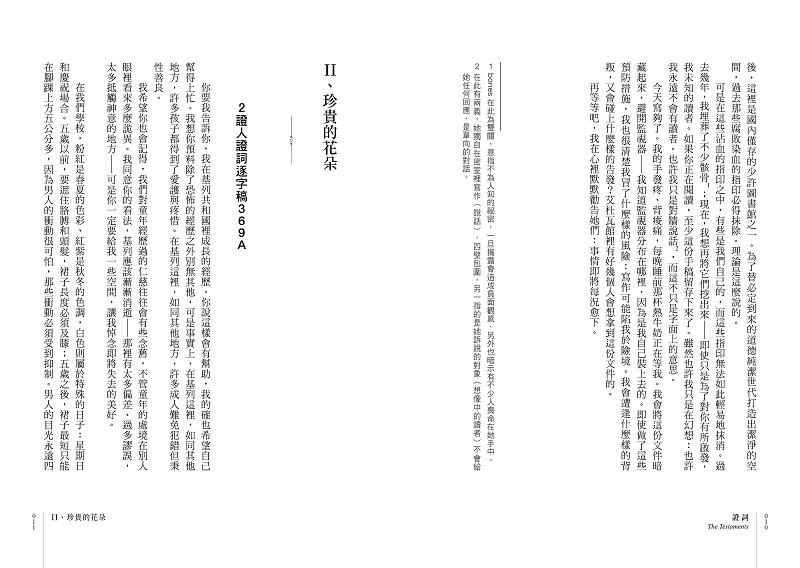 後，這裡是國內僅存的少許圖書館之一。為了替必定到來的道德純潔世代打造出潔淨的空
間，過去那些腐敗染血的指印必得抹除。理論是這麼說的。
可是在這些沾血的指印之中，有些是我們自己的，而這些指印無法如此輕易地抹消。過
去幾年，我埋葬了不少骸骨1；現在，我想再將它們挖出來——即使只是為了對你有所啟發，
我未知的讀者。如果你正在閱讀，至少這份手稿留存下來了。雖然也許我只是在幻想：也許
我永遠不會有讀者。也許我只是對牆說話2，而這不只是字面上的意思。
今天寫夠了。我的手發疼、背痠痛，每晚睡前那杯熱牛奶正在等我。我會將這份文件暗
藏起來，避開監視器——我知道監視器分布在哪裡，因為是我自己裝上去的。即使做了這些
預防措施，我也很清楚我冒了什麼樣的風險：寫作可能陷我於險境。我會遭逢什麼樣的背
叛，又會碰上什麼樣的告發？艾杜瓦館裡有好幾個人會想拿到這份文件的。
再等等吧，我在心裡默默勸告她們：事情即將每況愈下。
1 bones 在此為雙關，意指不為人知的祕密，一旦揭露會造成負面觀感，另外也暗示有不少人喪命在她手中。
2 在此有兩義，她獨自在密室裡寫作（說話），四壁包圍。另一指的是她訴說的對象（想像中的讀者）不會給
她任何回應，是單向的對話。
證詞
The Testaments
010
II、珍貴的花朵
2 證人證詞逐字稿369A
你要我告訴你，我在基列共和國裡成長的經歷。你說這樣會有幫助，我的確也希望自己
幫得上忙。我想你預料除了恐怖的經歷之外別無其他，可是事實上，在基列這裡，如同其他
地方，許多孩子都得到了愛護與疼惜。在基列這裡，如同其他地方，許多成人難免犯錯但秉
性善良。
我希望你也會記得，我們對童年經歷過的仁慈往往會有些念舊，不管童年的處境在別人
眼裡看來多麼詭異。我同意你的看法，基列應該漸漸消逝——那裡有太多偏差、過多謬誤，
太多抵觸神意的地方——可是你一定要給我一些空間，讓我悼念即將失去的美好。
在我們學校，粉紅是春夏的色彩、紅紫是秋冬的色調，白色則屬於特殊的日子：星期日
和慶祝場合。五歲以前，要遮住胳膊和頭髮，裙子長度必須及膝；五歲之後，裙子最短只能
在腳踝上方五公分多，因為男人的衝動很可怕，那些衝動必須受到抑制。男人的目光永遠四
II、珍貴的花朵
011